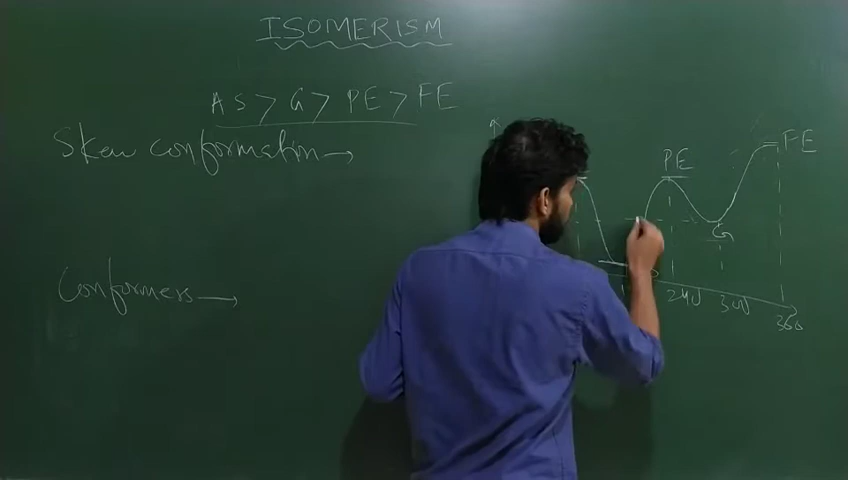 ISOMERISM
AS > G > PE > FE
Skew conformation →
Conformers →
PE
FE
G
240
300
360